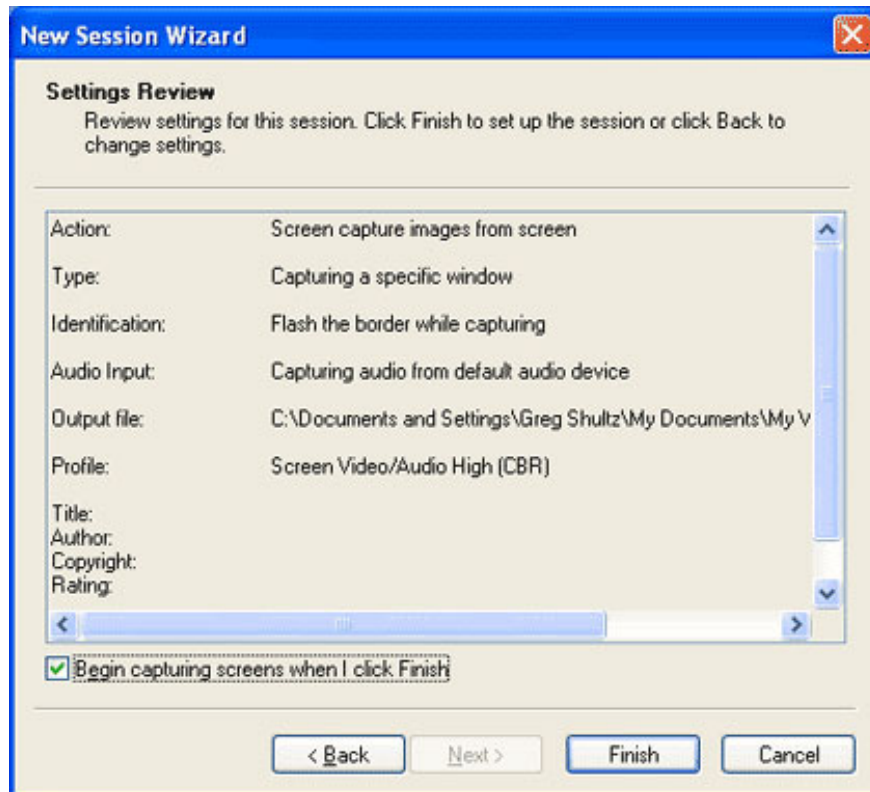 New Session Wizard
Settings Review
Review settings for this session. Click Finish to set up the session or click Back to
change settings.
Action: Screen capture images from screen
Type: Capturing a specific window
Identification: Flash the border while capturing
Audio Input: Capturing audio from default audio device
Output file: C:\Documents and Settings\Greg Shultz\My Documents\My V
Profile: Screen Video/Audio High (CBR)
Title:
Author:
Copyright:
Rating:
Begin capturing screens when I click Finish
< Back Next > Finish Cancel